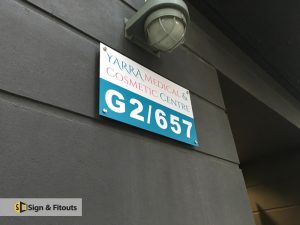 YARRA MEDICAL &
COSMETIC CENTRE
G2/657
Sign & Fitouts